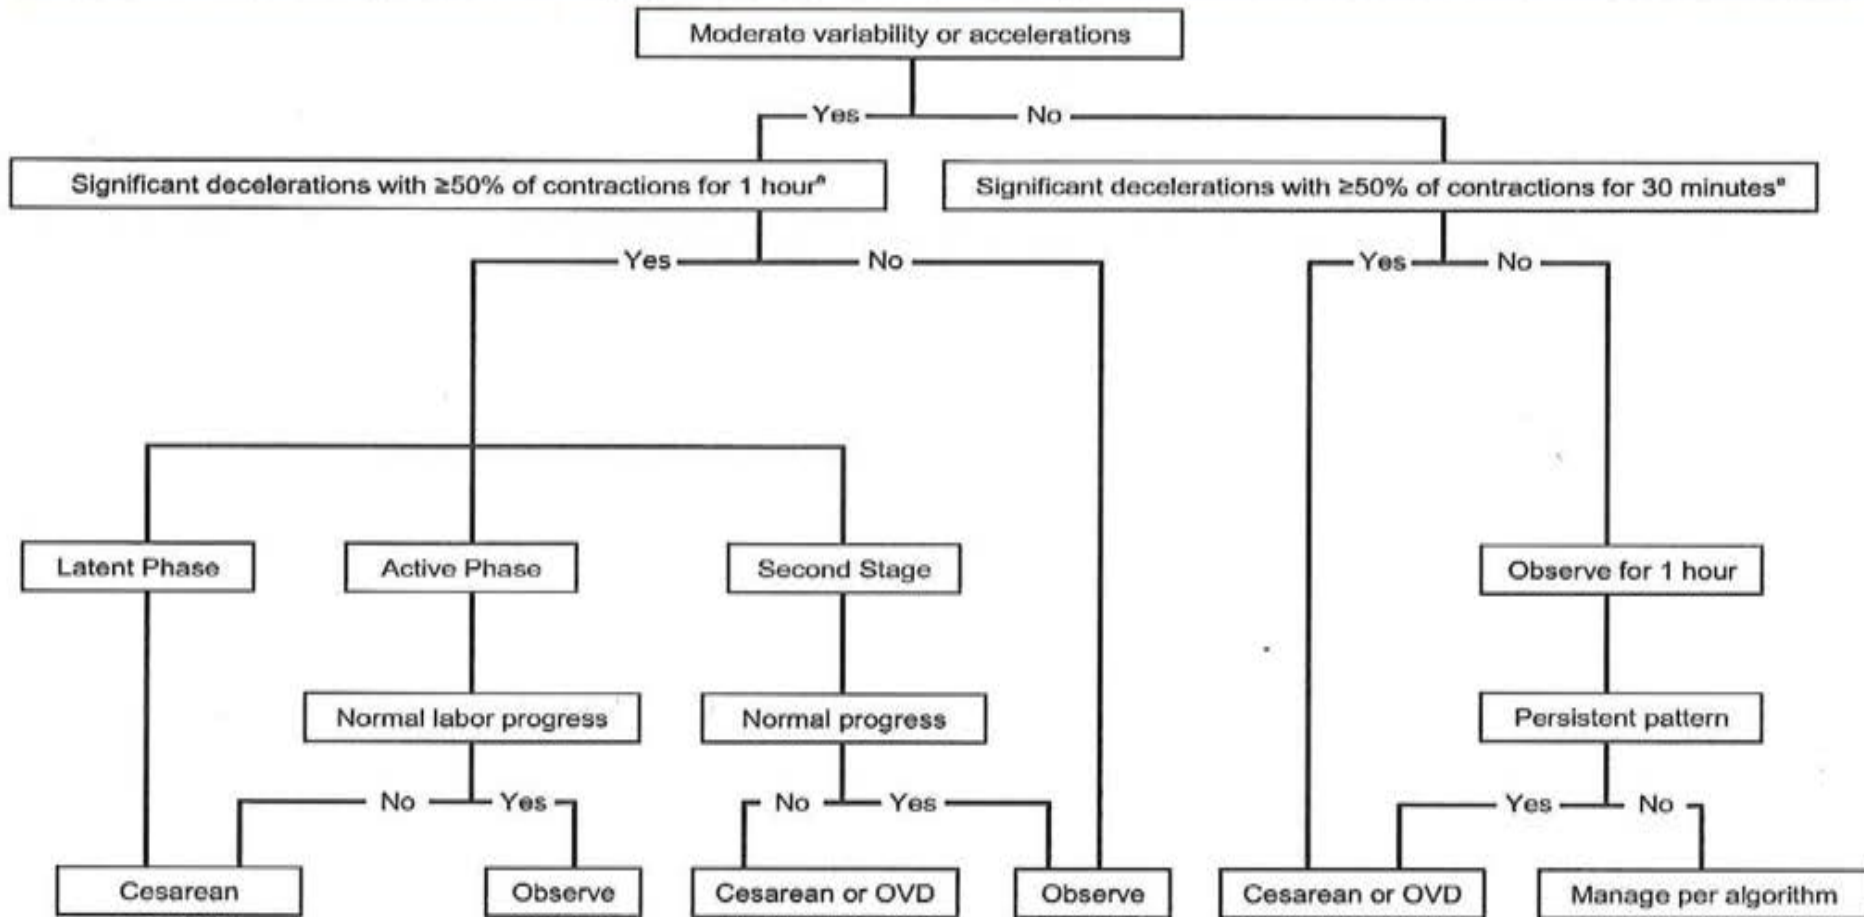 Moderate variability or accelerations
Yes No
Significant decelerations with ≥50% of contractions for 1 hourᵃ
Significant decelerations with ≥50% of contractions for 30 minutesᵃ
Yes No
Yes No
Latent Phase
Active Phase
Second Stage
Observe for 1 hour
Normal labor progress
Normal progress
Persistent pattern
No Yes
No Yes
Yes No
Cesarean
Observe
Cesarean or OVD
Observe
Cesarean or OVD
Manage per algorithm